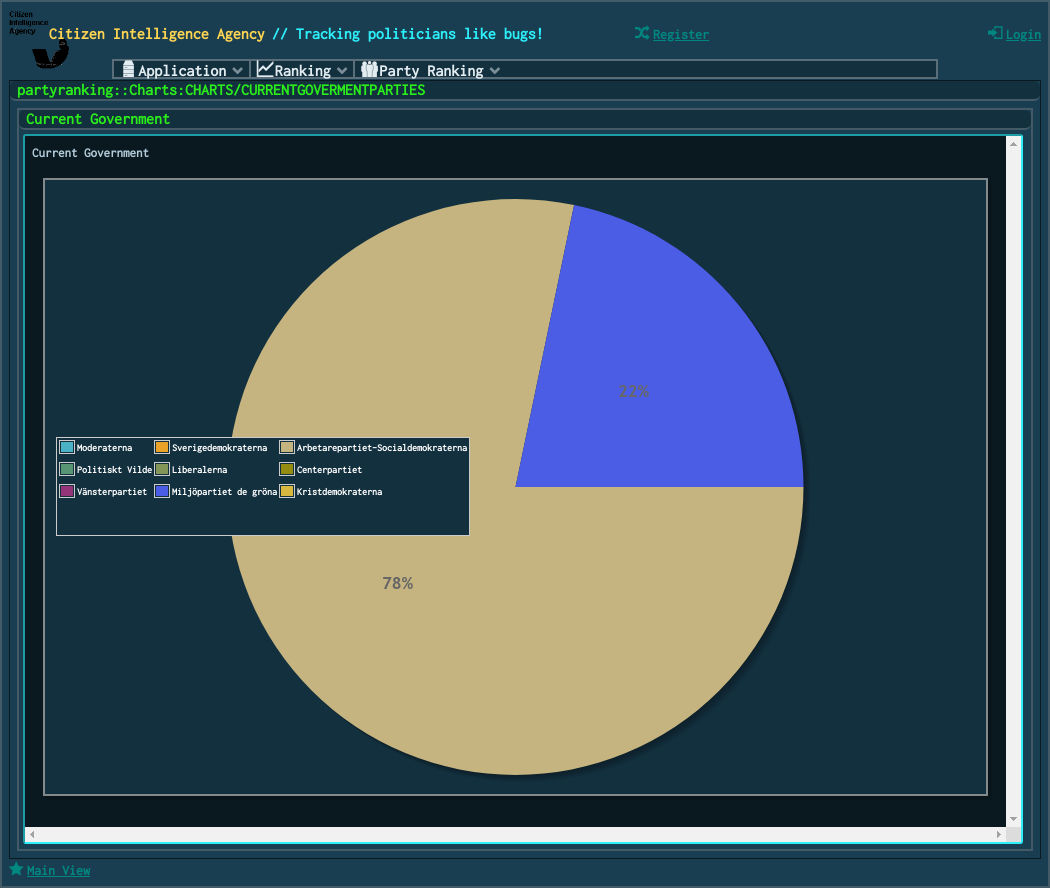 Citizen
Intelligence
Agency
Citizen Intelligence Agency // Tracking politicians like bugs!
Register
Login
Application
Ranking
Party Ranking
partyranking::Charts:CHARTS/CURRENTGOVERMENTPARTIES
Current Government
Current Government
22%
Moderaterna
Sverigedemokraterna
Arbetarepartiet-Socialdemokraterna
Politiskt Vilde
Liberalerna
Centerpartiet
Vänsterpartiet
Miljöpartiet de gröna
Kristdemokraterna
78%
Main View